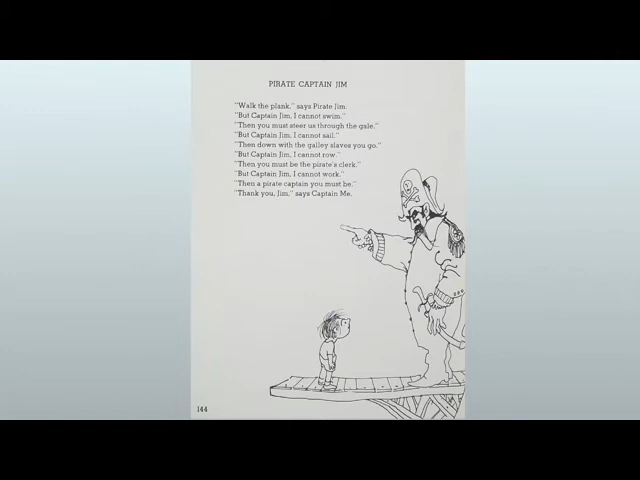 PIRATE CAPTAIN JIM
"Walk the plank," says Pirate Jim.
"But Captain Jim, I cannot swim."
"Then you must steer us through the gale."
"But Captain Jim, I cannot sail."
"Then down with the galley slaves you go."
"But Captain Jim, I cannot row."
"Then you must be the pirate's clerk."
"But Captain Jim, I cannot work."
"Then a pirate captain you must be."
"Thank you, Jim," says Captain Me.
144